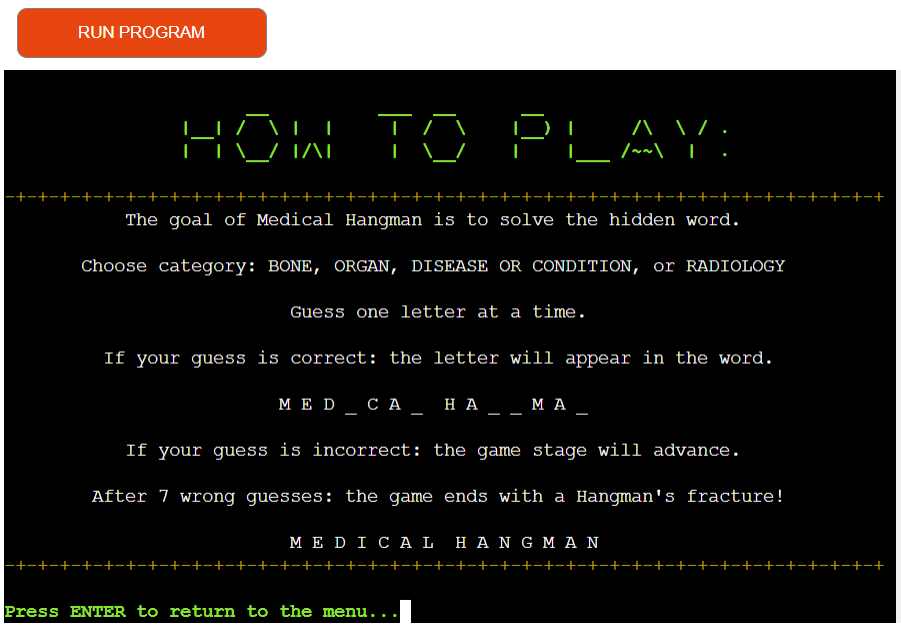 RUN PROGRAM
HOW TO PLAY:
-+-+-+-+-+-+-+-+-+-+-+-+-+-+-+-+-+-+-+-+-+-+-+-+-+-+-+-+-+-+-+-+-+-+-+-+-+-+-+-+
The goal of Medical Hangman is to solve the hidden word.
Choose category: BONE, ORGAN, DISEASE OR CONDITION, or RADIOLOGY
Guess one letter at a time.
If your guess is correct: the letter will appear in the word.
M E D _ C A _  H A _ _ M A _
If your guess is incorrect: the game stage will advance.
After 7 wrong guesses: the game ends with a Hangman's fracture!
M E D I C A L  H A N G M A N
-+-+-+-+-+-+-+-+-+-+-+-+-+-+-+-+-+-+-+-+-+-+-+-+-+-+-+-+-+-+-+-+-+-+-+-+-+-+-+-+
Press ENTER to return to the menu...